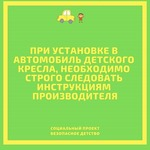 ПРИ УСТАНОВКЕ В
АВТОМОБИЛЬ ДЕТСКОГО
КРЕСЛА, НЕОБХОДИМО
СТРОГО СЛЕДОВАТЬ
ИНСТРУКЦИЯМ
ПРОИЗВОДИТЕЛЯ
СОЦИАЛЬНЫЙ ПРОЕКТ
БЕЗОПАСНОЕ ДЕТСТВО